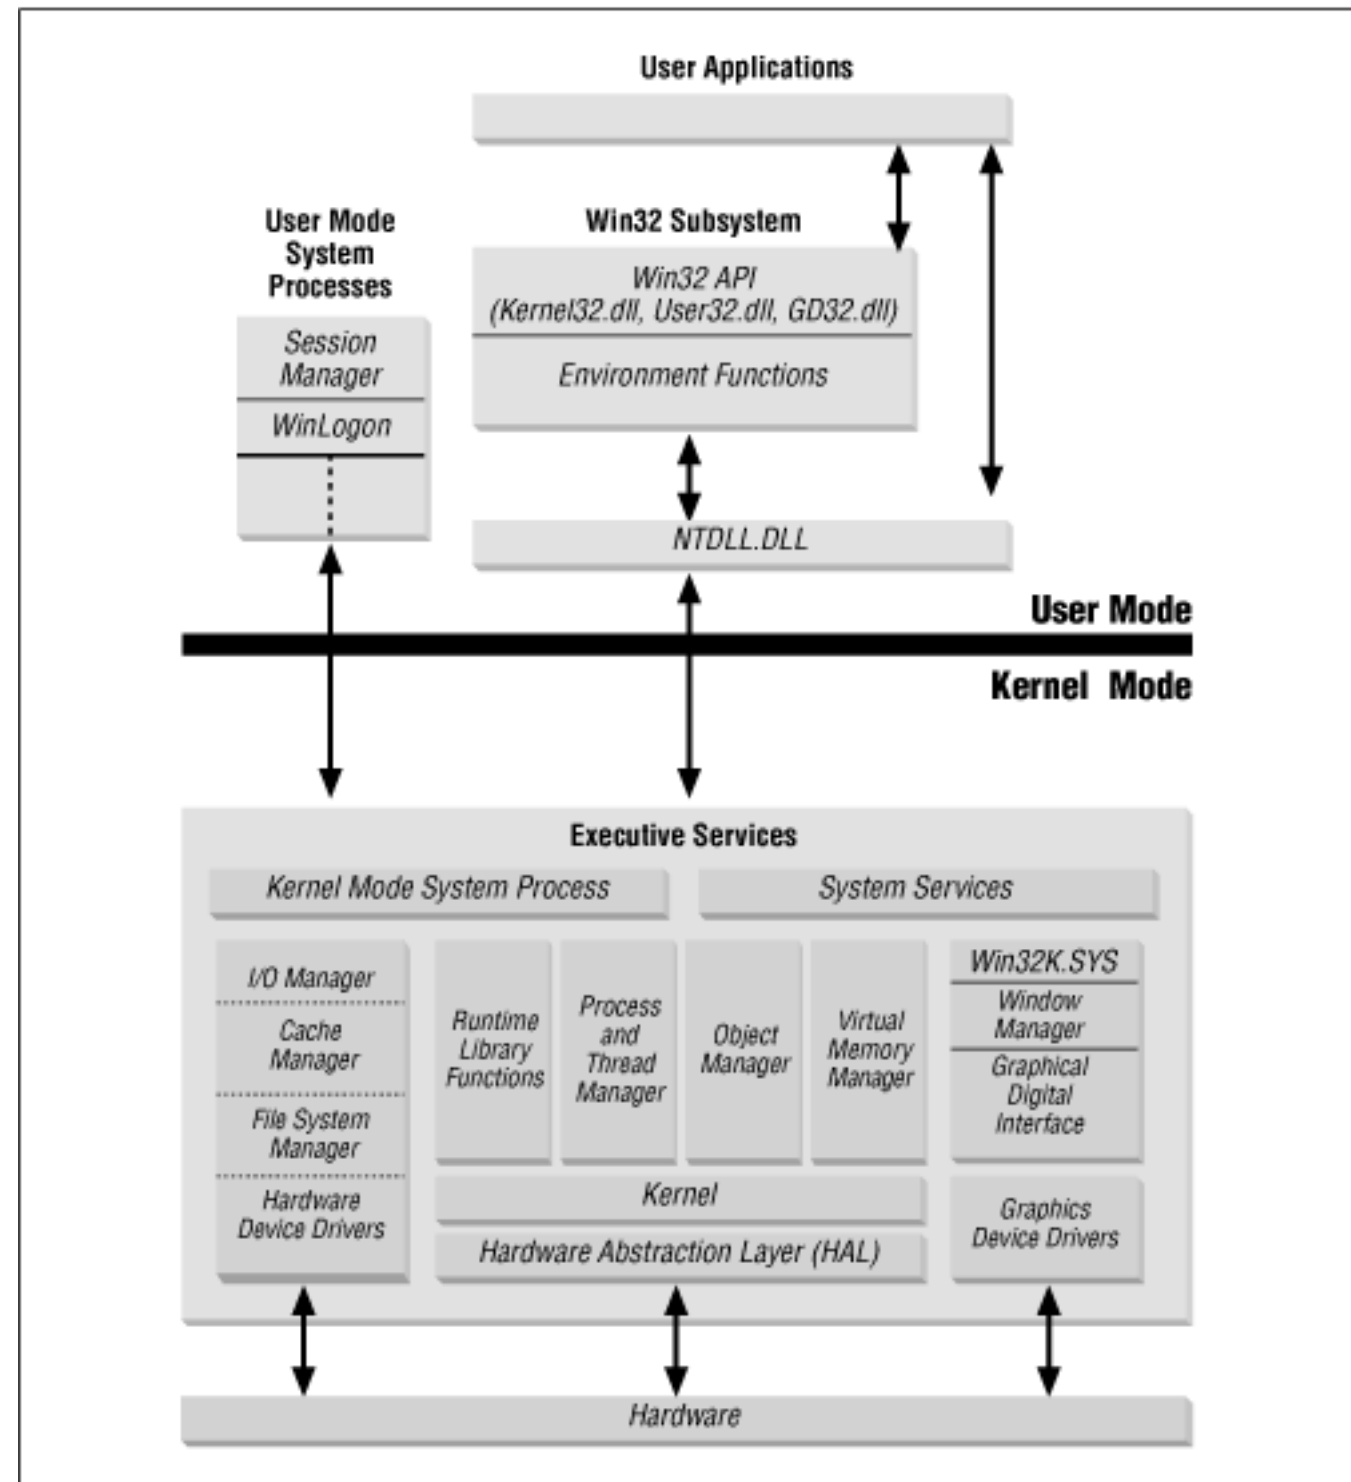 User Applications
User Mode
System
Processes
Win32 Subsystem
Session
Manager
WinLogon
Win32 API
(Kernel32.dll, User32.dll, GD32.dll)
Environment Functions
NTDLL.DLL
User Mode
Kernel Mode
Executive Services
Kernel Mode System Process
System Services
I/O Manager
Cache
Manager
File System
Manager
Hardware
Device Drivers
Runtime
Library
Functions
Process
and
Thread
Manager
Object
Manager
Virtual
Memory
Manager
Win32K.SYS
Window
Manager
Graphical
Digital
Interface
Kernel
Hardware Abstraction Layer (HAL)
Graphics
Device Drivers
Hardware